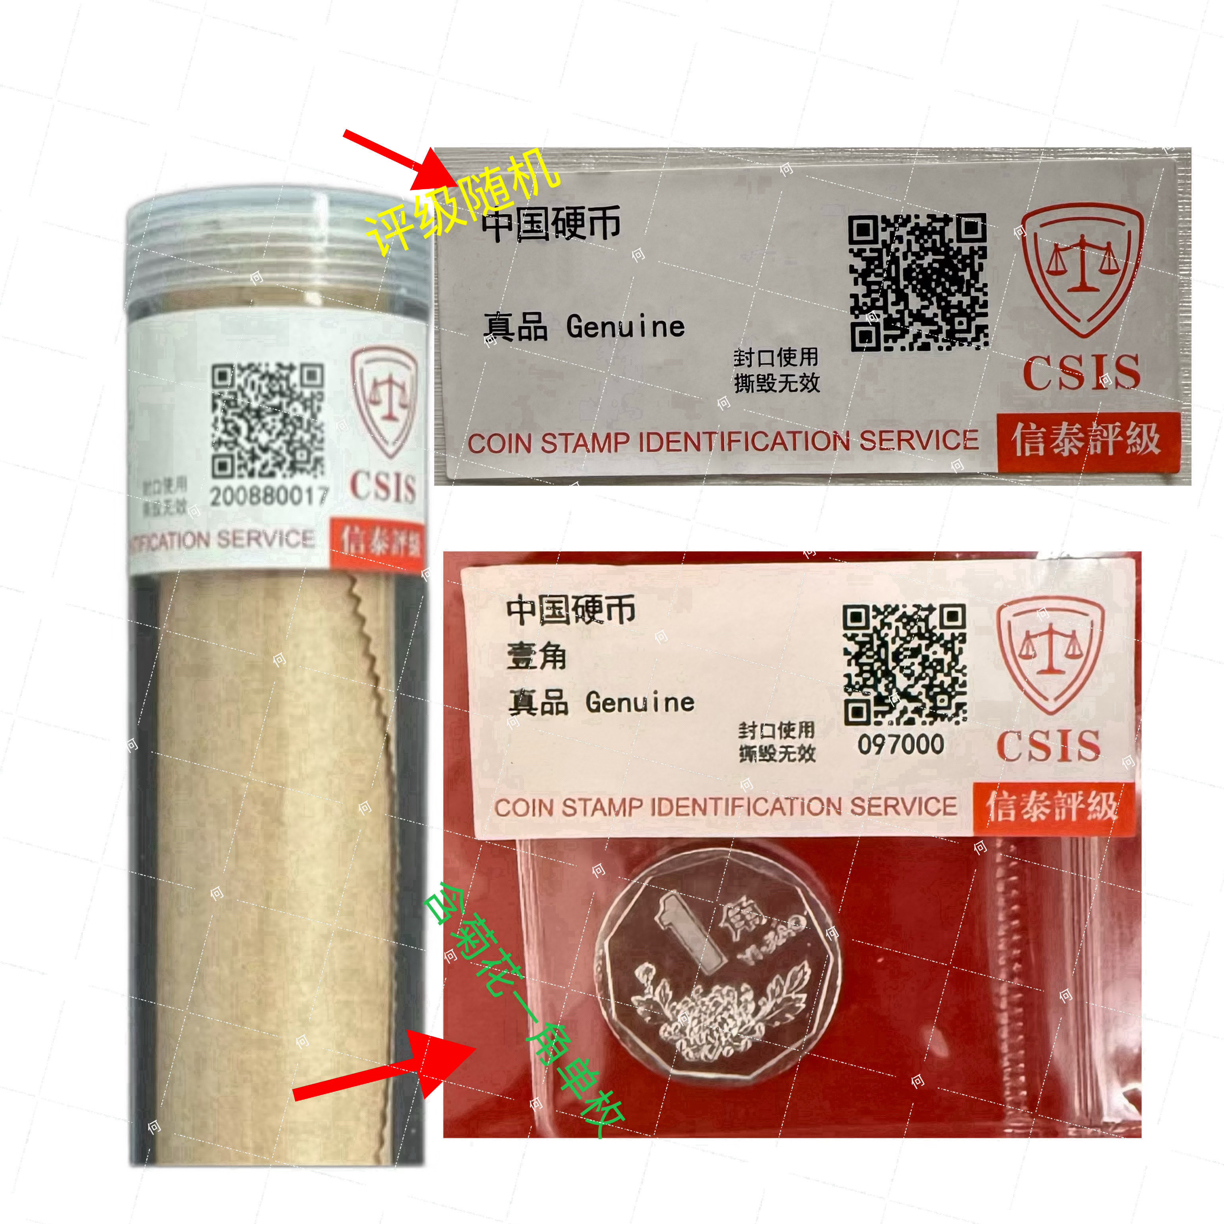 评级随机
中国硬币
真品 Genuine
封口使用
撕毁无效
CSIS
COIN STAMP IDENTIFICATION SERVICE
信泰評級
封口使用
撕毁无效
200880017
CSIS
TIFICATION SERVICE
信泰評級
中国硬币
壹角
真品 Genuine
封口使用
撕毁无效
097000
CSIS
COIN STAMP IDENTIFICATION SERVICE
信泰評級
1角
YI JIAO
含菊花一角单枚
何